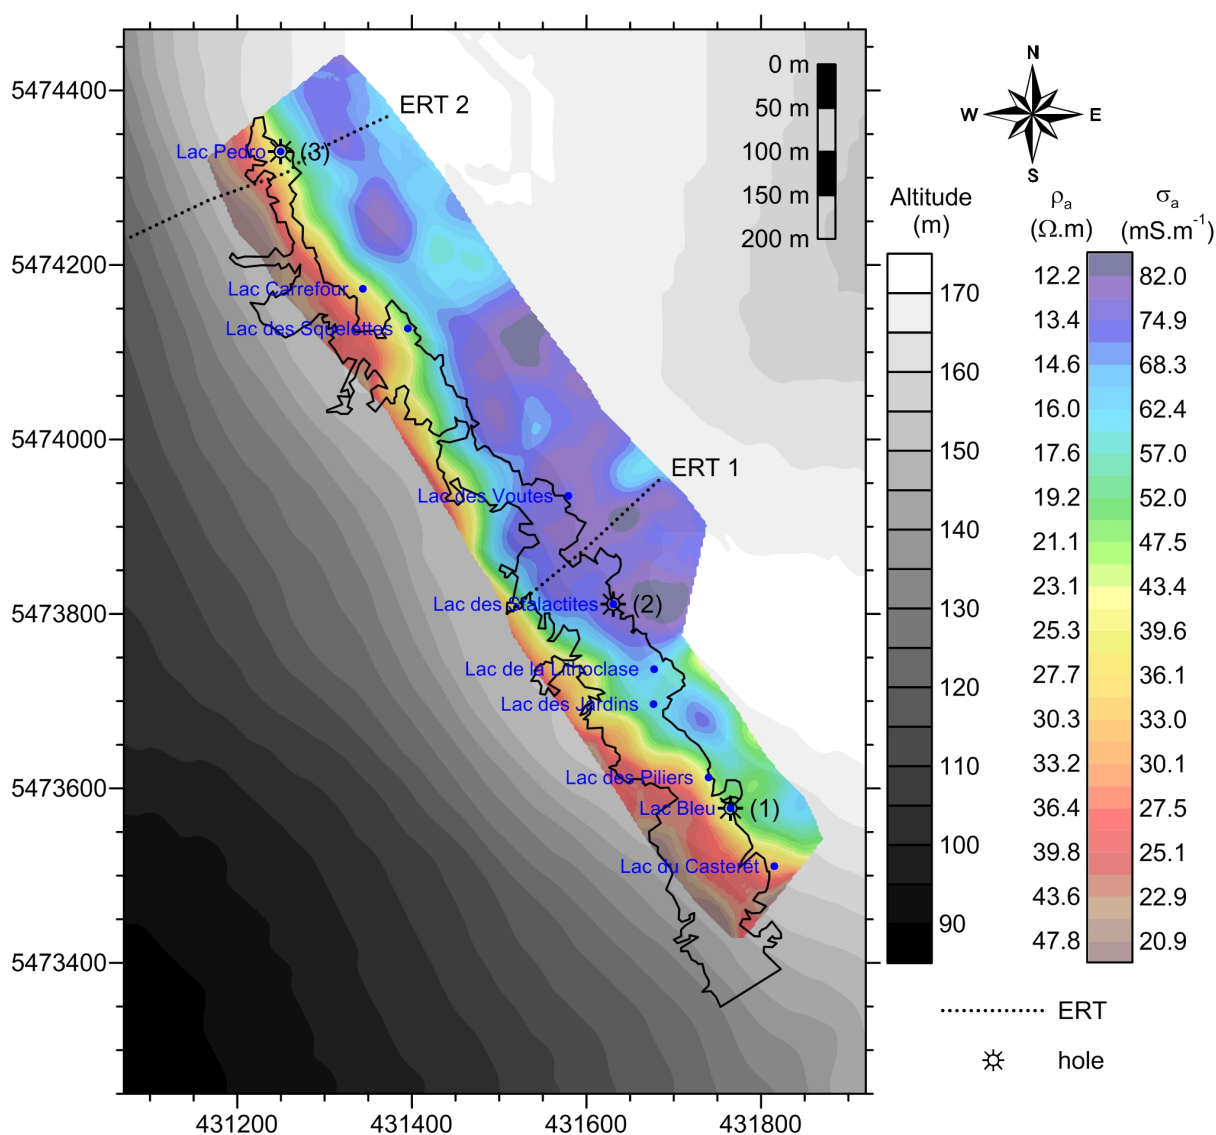 5474400
5474200
5474000
5473800
5473600
5473400
431200
431400
431600
431800
ERT 2
ERT 1
Lac Pedro
(3)
Lac Carrefour
Lac des Squelettes
Lac des Voutes
Lac des Stalactites
(2)
Lac de la Lithoclase
Lac des Jardins
Lac des Piliers
Lac Bleu
(1)
Lac du Casteret
0 m
50 m
100 m
150 m
200 m
N
W
E
S
Altitude
(m)
170
160
150
140
130
120
110
100
90
ρa
(Ω.m)
12.2
13.4
14.6
16.0
17.6
19.2
21.1
23.1
25.3
27.7
30.3
33.2
36.4
39.8
43.6
47.8
σa
(mS.m⁻¹)
82.0
74.9
68.3
62.4
57.0
52.0
47.5
43.4
39.6
36.1
33.0
30.1
27.5
25.1
22.9
20.9
ERT
hole